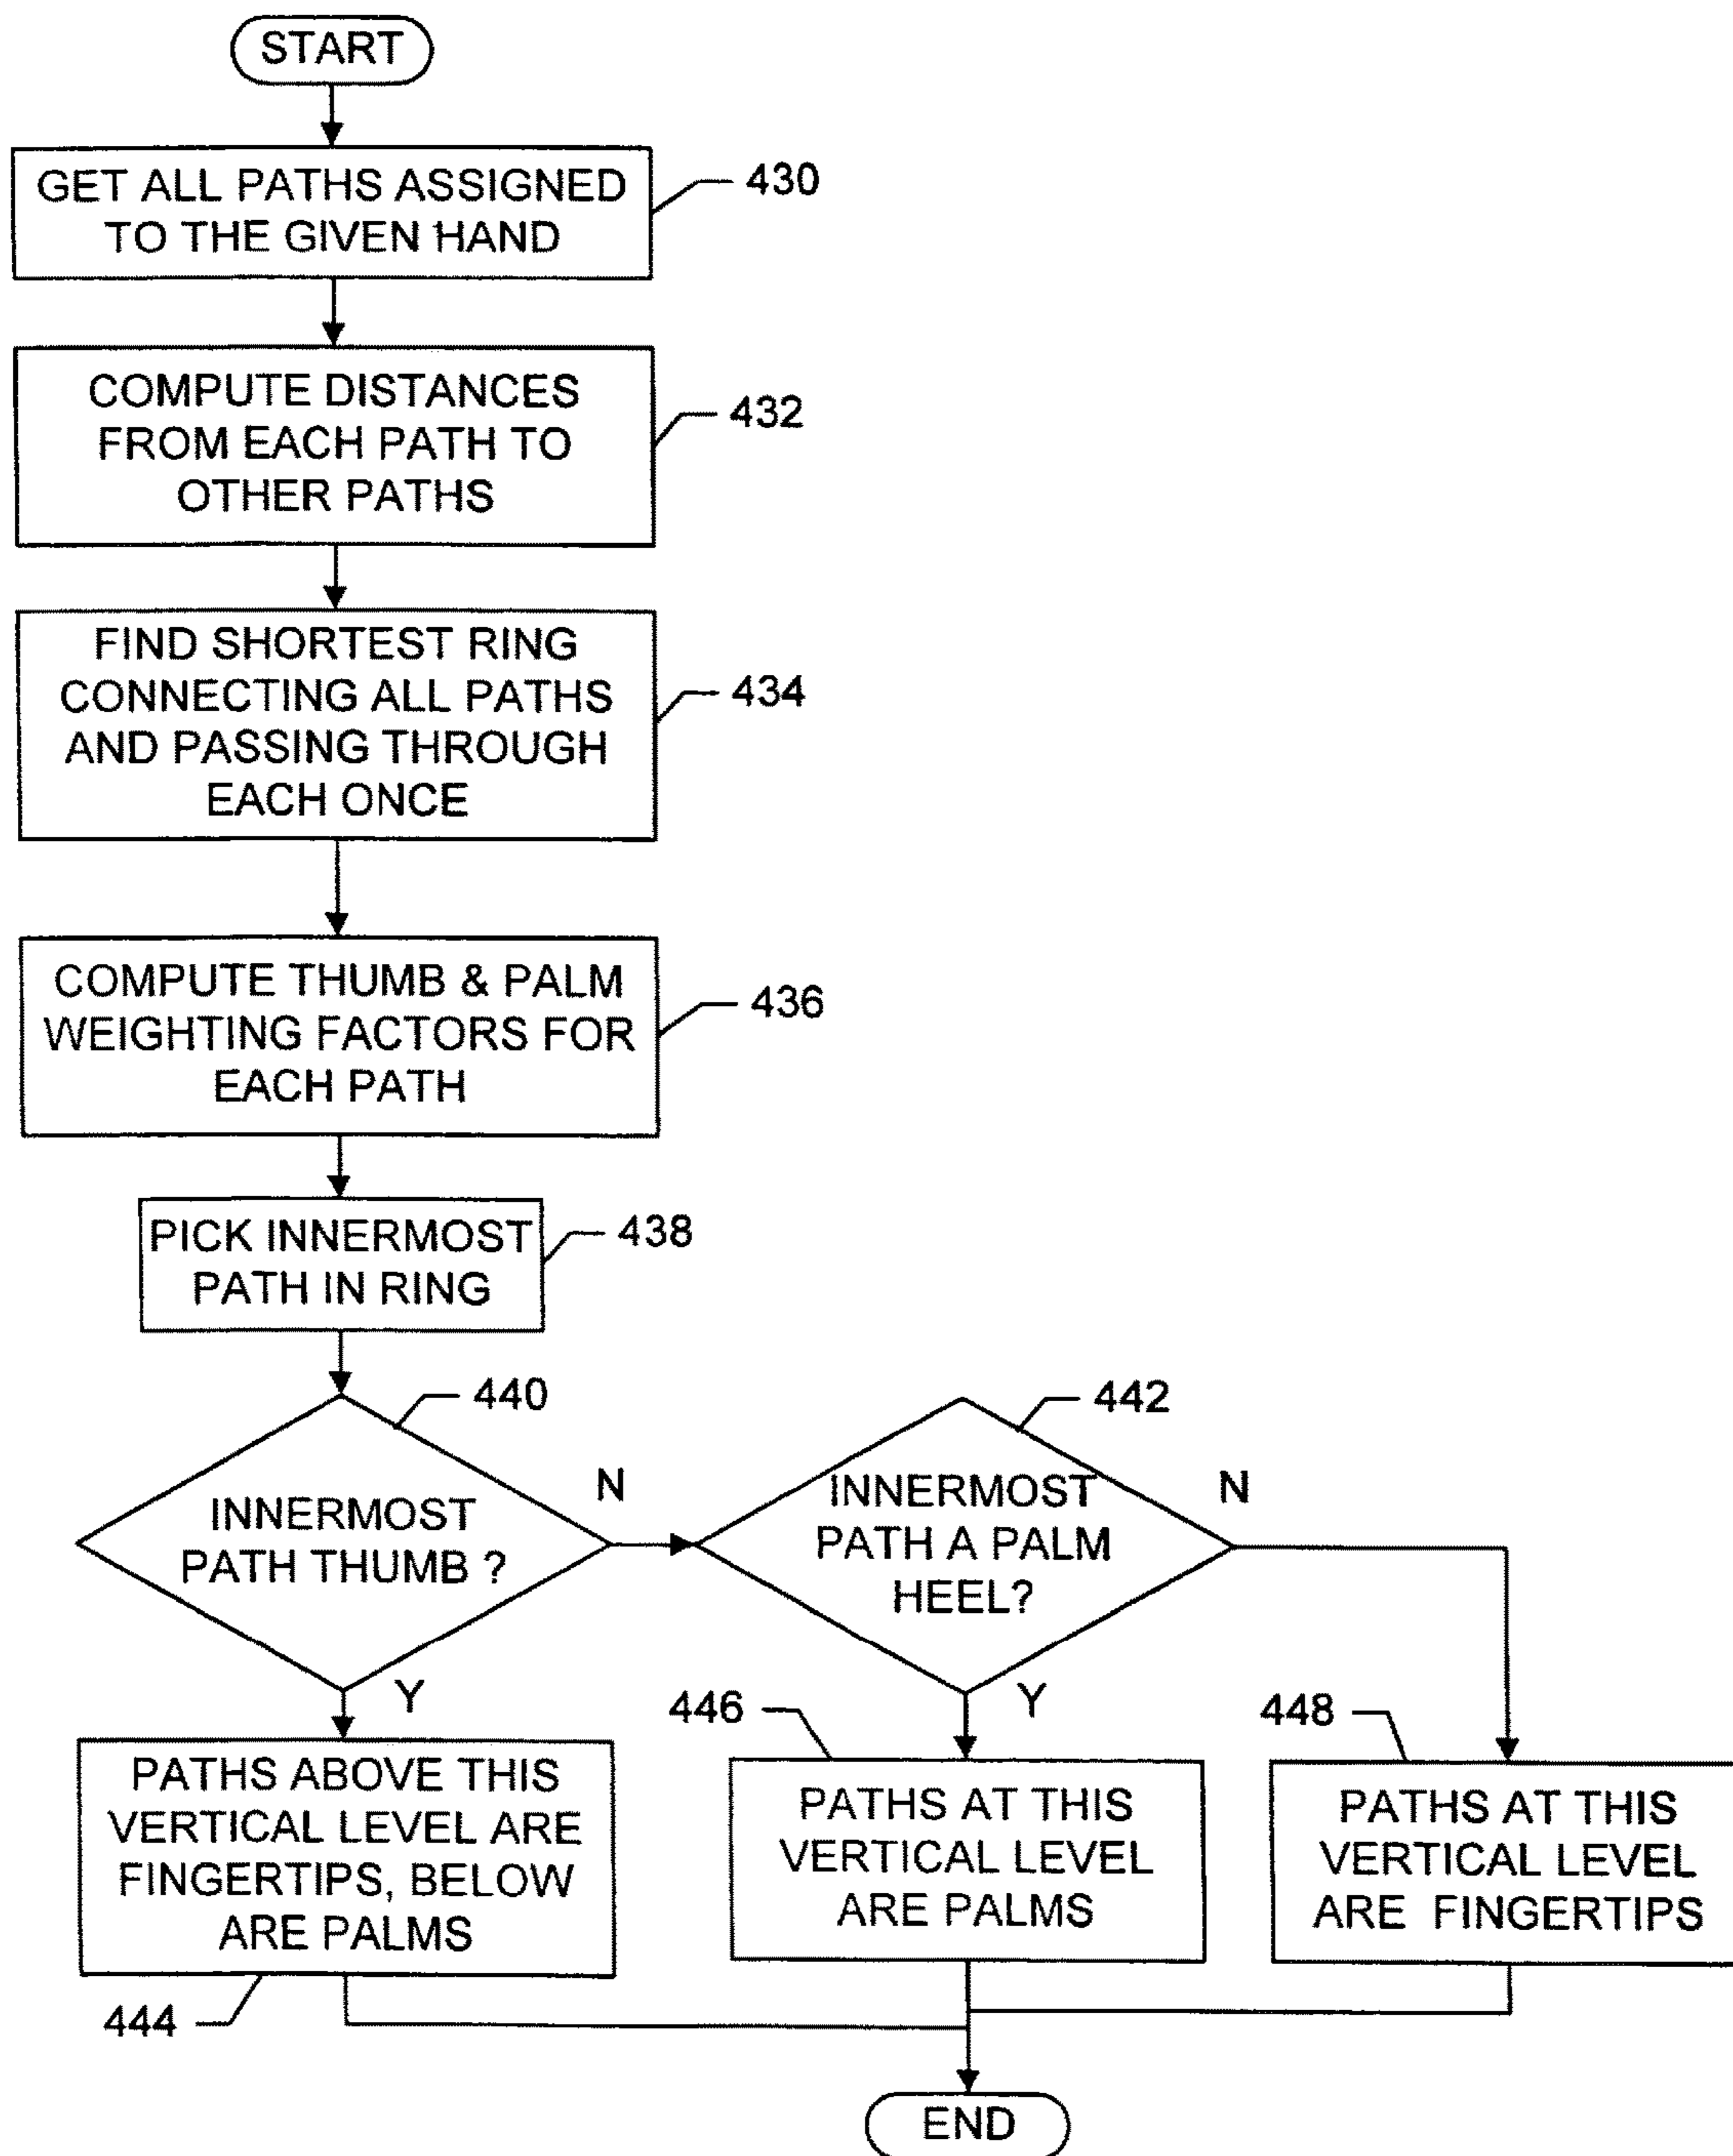 START
GET ALL PATHS ASSIGNED
TO THE GIVEN HAND
430
COMPUTE DISTANCES
FROM EACH PATH TO
OTHER PATHS
432
FIND SHORTEST RING
CONNECTING ALL PATHS
AND PASSING THROUGH
EACH ONCE
434
COMPUTE THUMB & PALM
WEIGHTING FACTORS FOR
EACH PATH
436
PICK INNERMOST
PATH IN RING
438
440
INNERMOST
PATH THUMB ?
N
Y
442
INNERMOST
PATH A PALM
HEEL?
N
Y
PATHS ABOVE THIS
VERTICAL LEVEL ARE
FINGERTIPS, BELOW
ARE PALMS
444
446
PATHS AT THIS
VERTICAL LEVEL
ARE PALMS
448
PATHS AT THIS
VERTICAL LEVEL
ARE FINGERTIPS
END